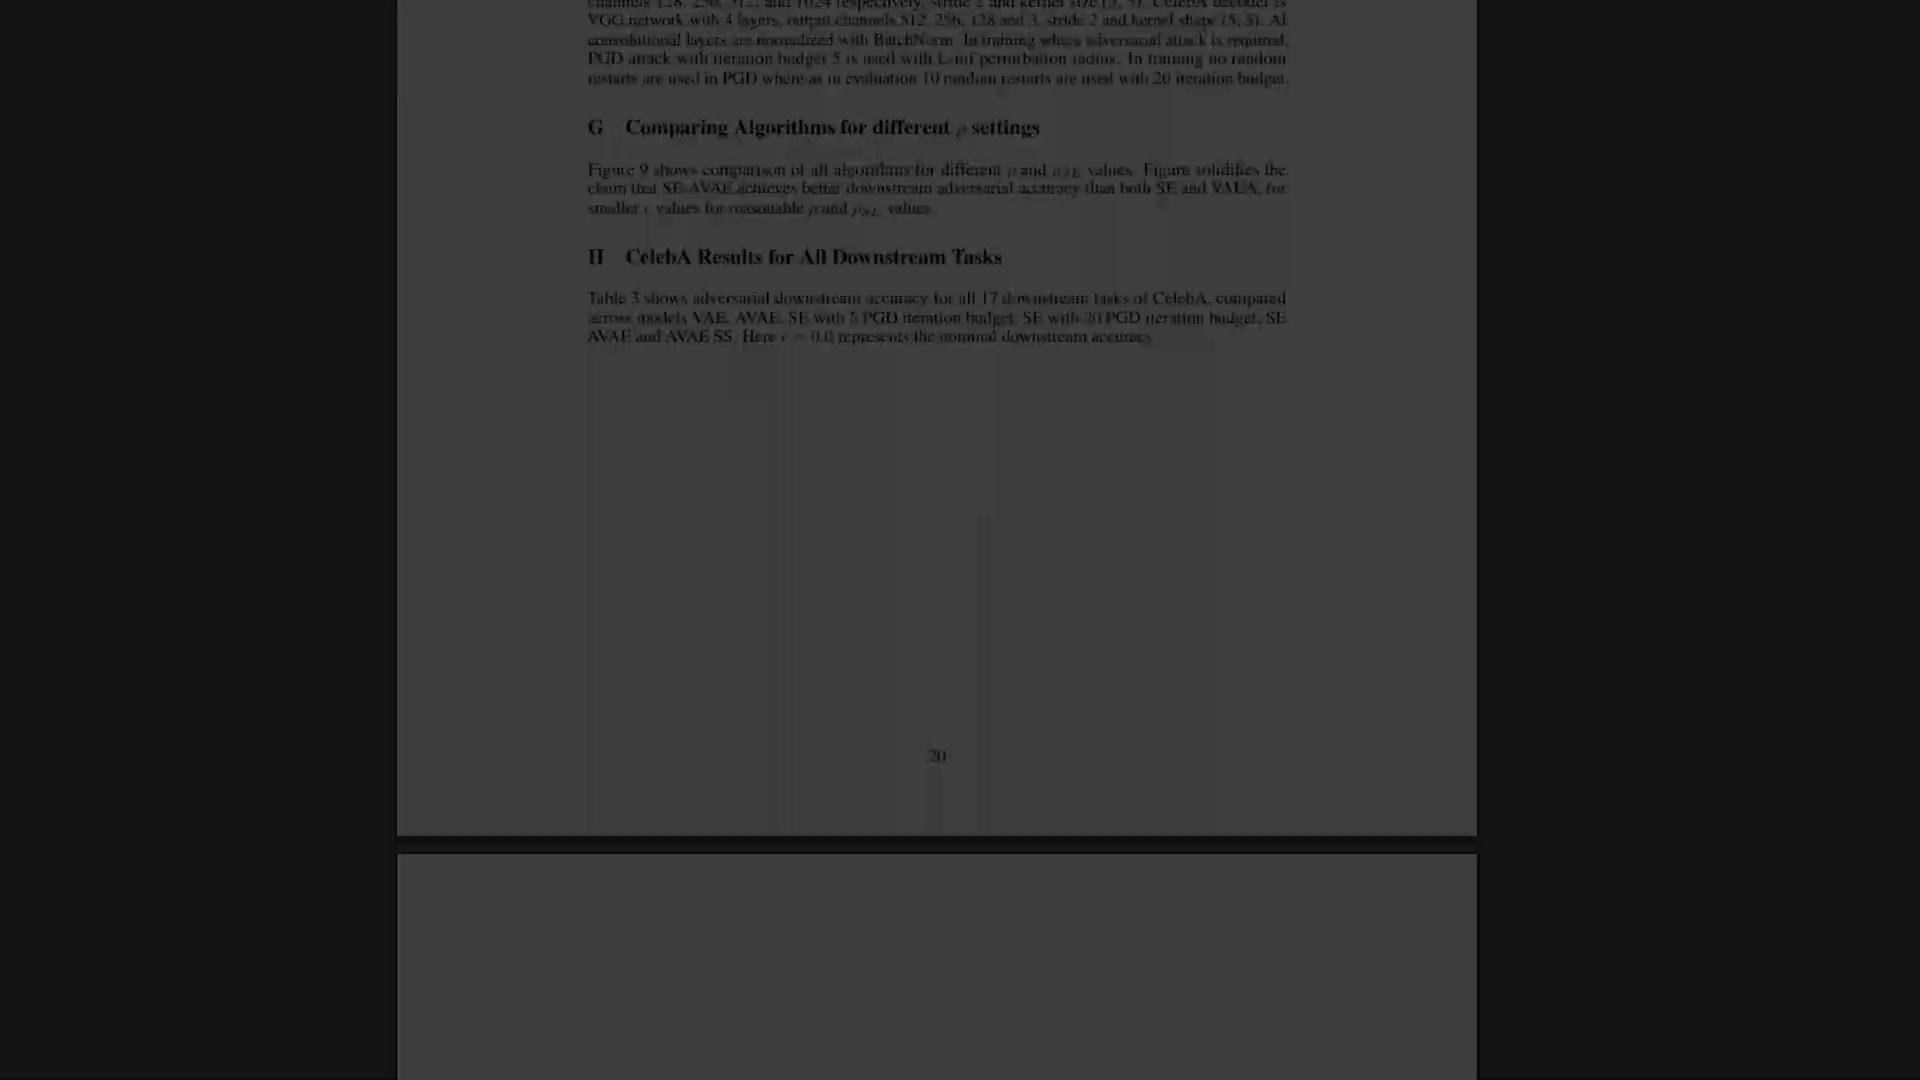 channels 128, 256, 512, and 1024 respectively, stride 2 and kernel size (5, 5). CelebA decoder is
VGG network with 4 layers, output channels 512, 256, 128 and 3, stride 2 and kernel shape (5, 5). Al
convolutional layers are normalized with BatchNorm. In training where adversarial attack is required,
PGD attack with iteration budget 5 is used with L-inf perturbation radius. In training no random
restarts are used in PGD where as in evaluation 10 random restarts are used with 20 iteration budget.
G Comparing Algorithms for different ρ settings
Figure 9 shows comparison of all algorithms for different ρ and ρSE values. Figure solidifies the
claim that SE-AVAE achieves better downstream adversarial accuracy than both SE and VAEA, for
smaller ϵ values for reasonable ρ and ρSE values.
H CelebA Results for All Downstream Tasks
Table 3 shows adversarial downstream accuracy for all 17 downstream tasks of CelebA, compared
across models VAE, AVAE, SE with 5 PGD iteration budget, SE with 20 PGD iteration budget, SE
AVAE and AVAE SS. Here ϵ = 0.0 represents the nominal downstream accuracy
20